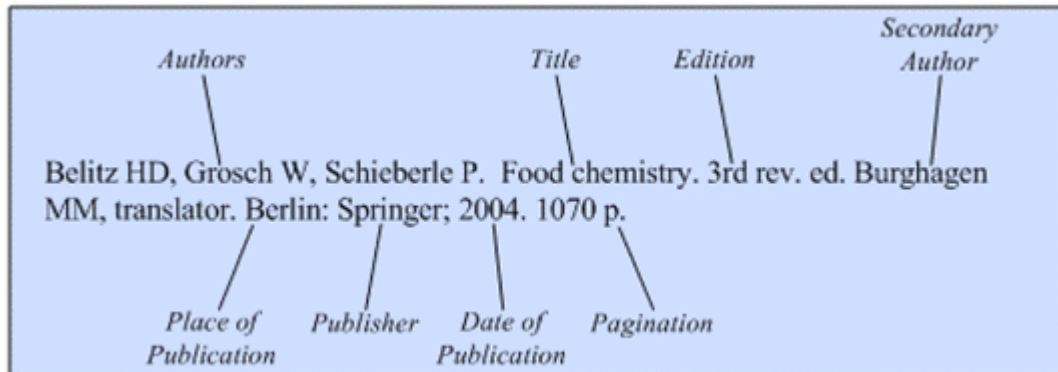 Secondary
Authors Title Edition Author
Belitz HD, Grosch W, Schieberle P. Food chemistry. 3rd rev. ed. Burghagen
MM, translator. Berlin: Springer; 2004. 1070 p.
Place of Publisher Date of Pagination
Publication Publication